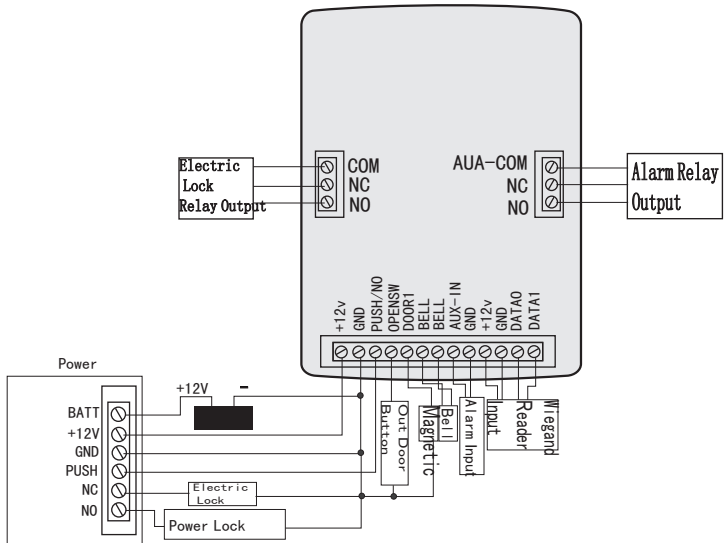 Electric
Lock
Relay Output
COM
NC
NO
AUA-COM
NC
NO
Alarm Relay
Output
+12v
GND
PUSH/NO
OPENSW
DOOR1
BELL
BELL
AUX-IN
GND
+12v
GND
DATA0
DATA1
Power
+12V
-
BATT
+12V
GND
PUSH
NC
NO
Electric
Lock
Power Lock
Out Door
Button
Magnetic
Bell
Alarm Input
Wiegand
Reader
Input